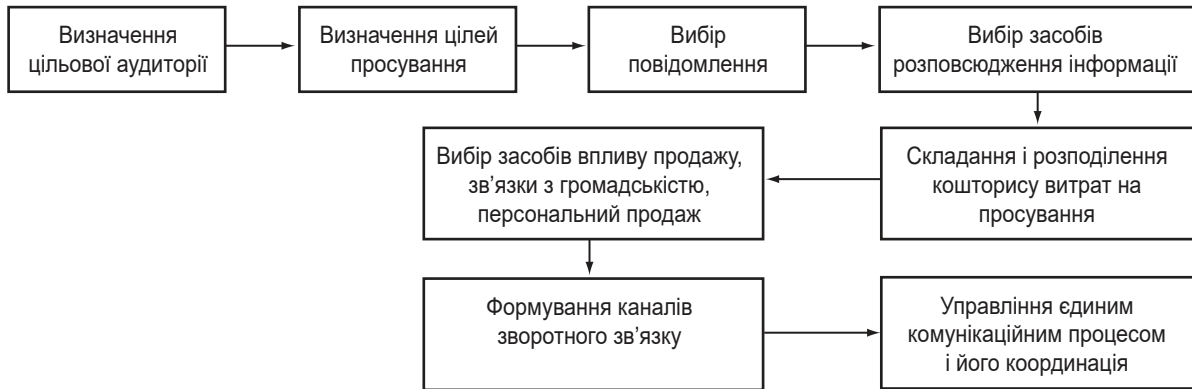 Визначення
цільової аудиторії
Визначення цілей
просування
Вибір
повідомлення
Вибір засобів
розповсюдження інформації
Складання і розподілення
кошторису витрат на
просування
Вибір засобів впливу продажу,
зв’язки з громадськістю,
персональний продаж
Формування каналів
зворотного зв’язку
Управління єдиним
комунікаційним процесом
і його координація